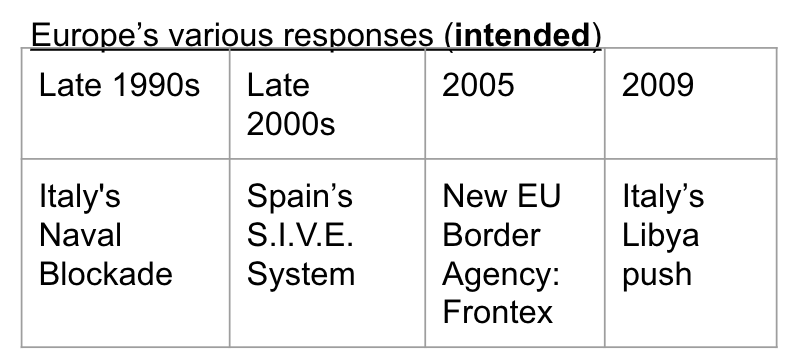 Europe’s various responses (intended)
Late 1990s
Late
2000s
2005
2009
Italy's
Naval
Blockade
Spain’s
S.I.V.E.
System
New EU
Border
Agency:
Frontex
Italy’s
Libya
push